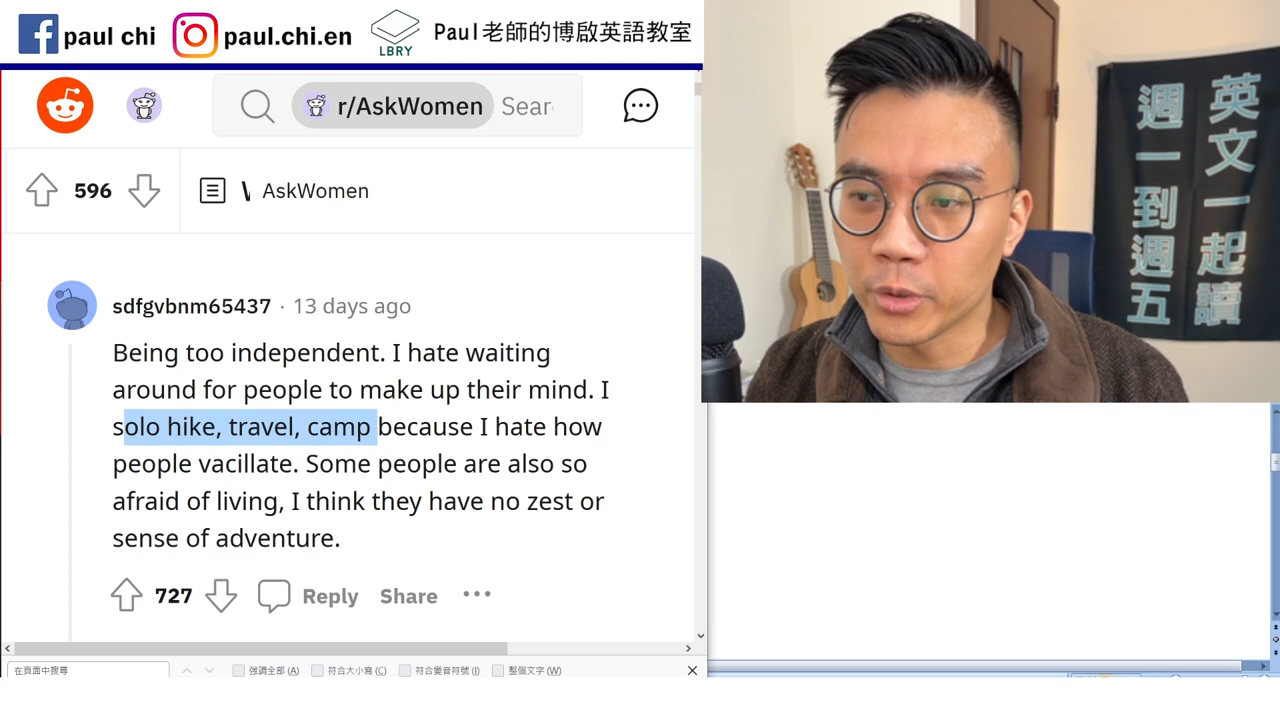 paul chi
paul.chi.en
LBRY
Paul老師的博啟英語教室
r/AskWomen
Sear
596
AskWomen
sdfgvbnm65437 · 13 days ago
Being too independent. I hate waiting
around for people to make up their mind. I
solo hike, travel, camp because I hate how
people vacillate. Some people are also so
afraid of living, I think they have no zest or
sense of adventure.
727
Reply
Share
在頁面中搜尋
強調全部 (A)
符合大小寫 (C)
符合變音符號 (I)
整個文字 (W)
英文一起讀
週一到週五